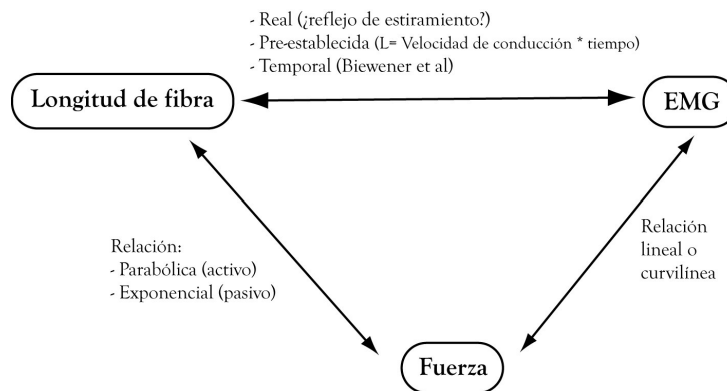 - Real (¿reflejo de estiramiento?)
- Pre-establecida (L= Velocidad de conducción * tiempo)
- Temporal (Biewener et al)
Longitud de fibra
EMG
Relación:
- Parabólica (activo)
- Exponencial (pasivo)
Relación
lineal o
curvilínea
Fuerza